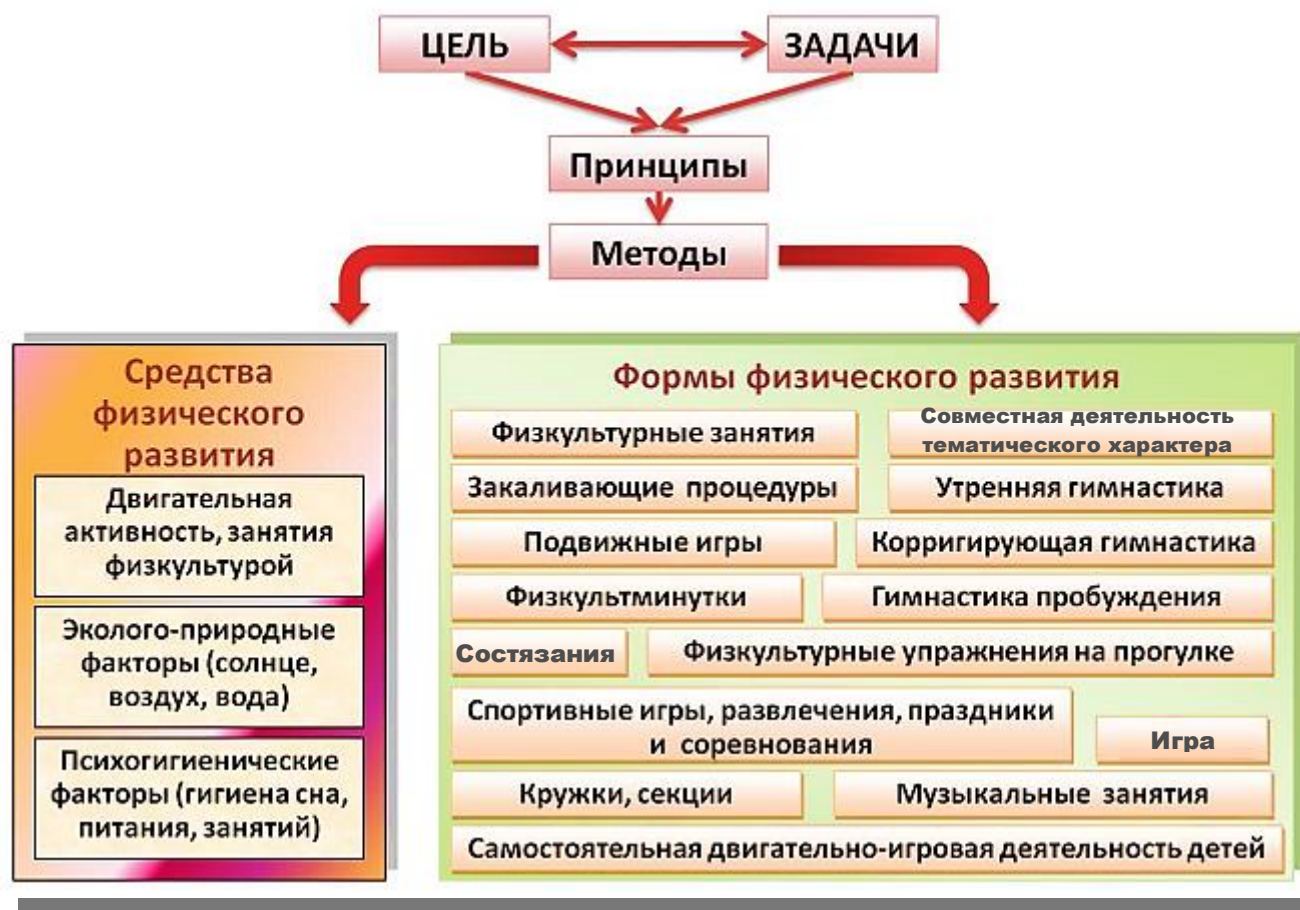 ЦЕЛЬ
ЗАДАЧИ
Принципы
Методы
Средства
физического
развития
Двигательная
активность, занятия
физкультурой
Эколого-природные
факторы (солнце,
воздух, вода)
Психогигиенические
факторы (гигиена сна,
питания, занятий)
Формы физического развития
Физкультурные занятия
Совместная деятельность
тематического характера
Закаливающие процедуры
Утренняя гимнастика
Подвижные игры
Корригирующая гимнастика
Физкультминутки
Гимнастика пробуждения
Состязания
Физкультурные упражнения на прогулке
Спортивные игры, развлечения, праздники
и соревнования
Игра
Кружки, секции
Музыкальные занятия
Самостоятельная двигательно-игровая деятельность детей